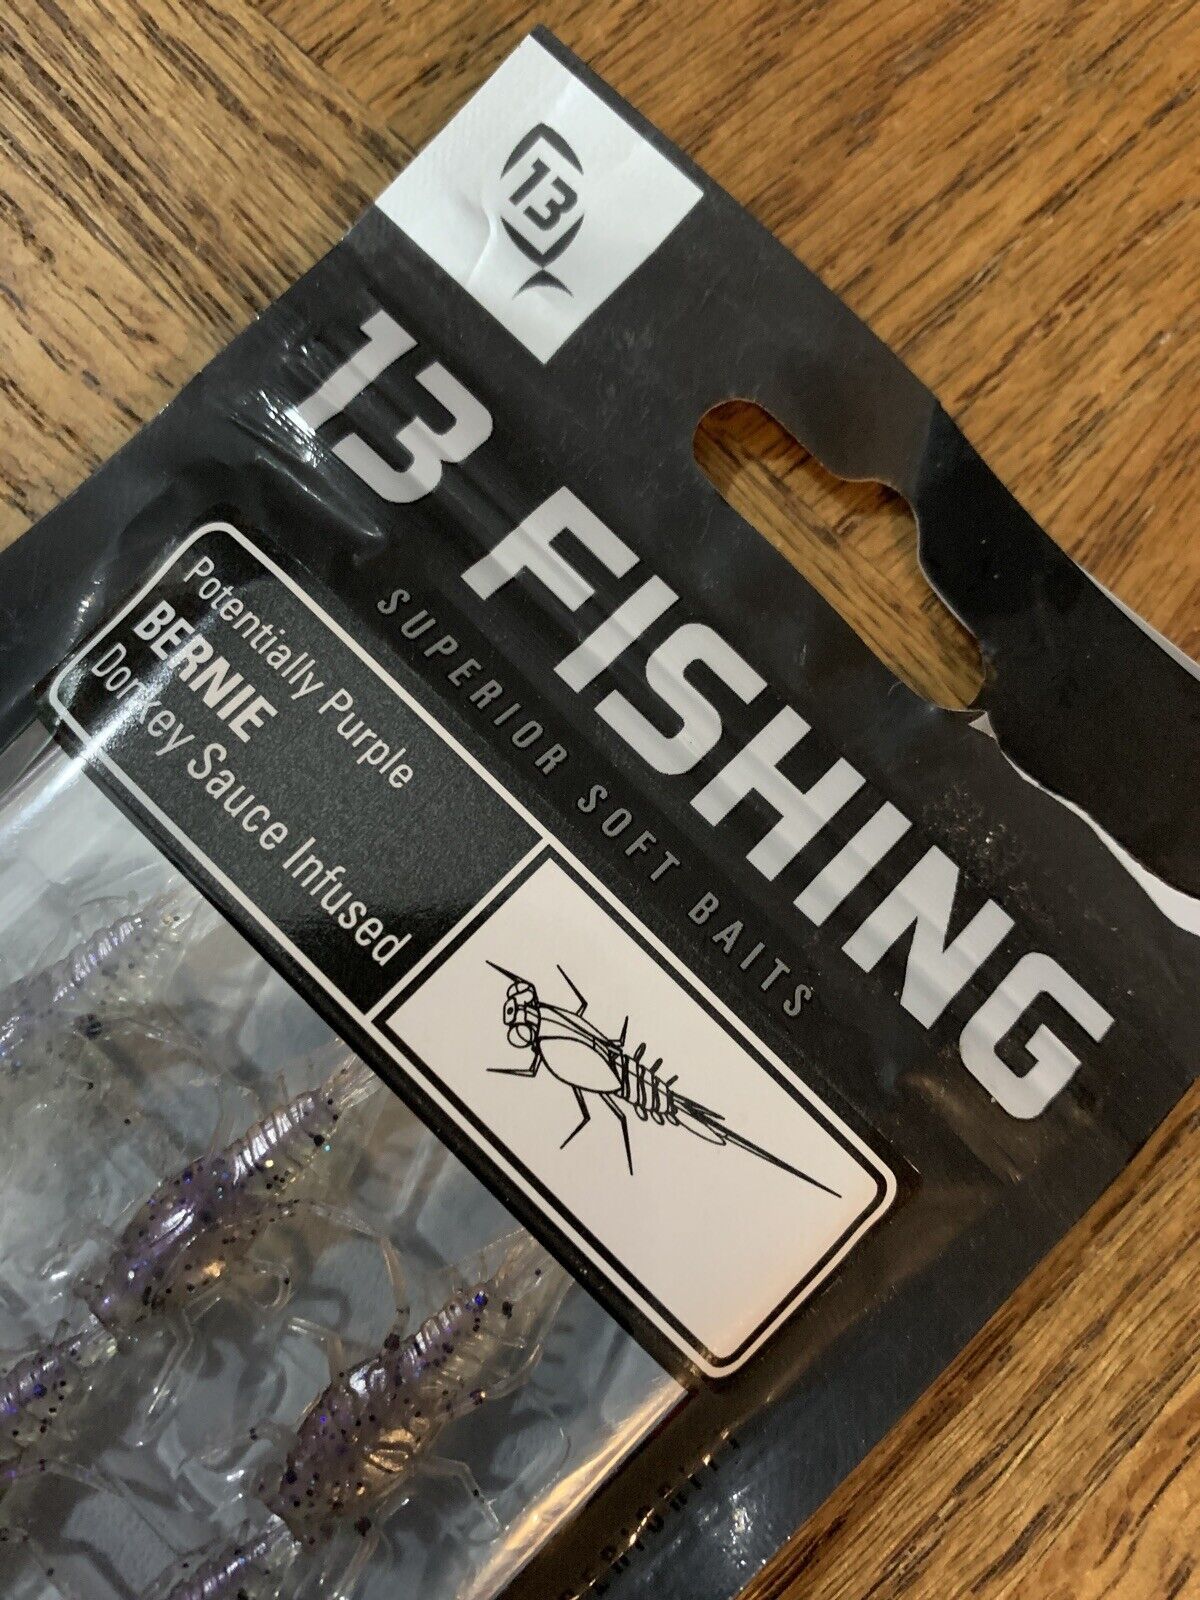 13
13 FISHING
SUPERIOR SOFT BAITS
Potentially Purple
BERNIE
Donkey Sauce Infused